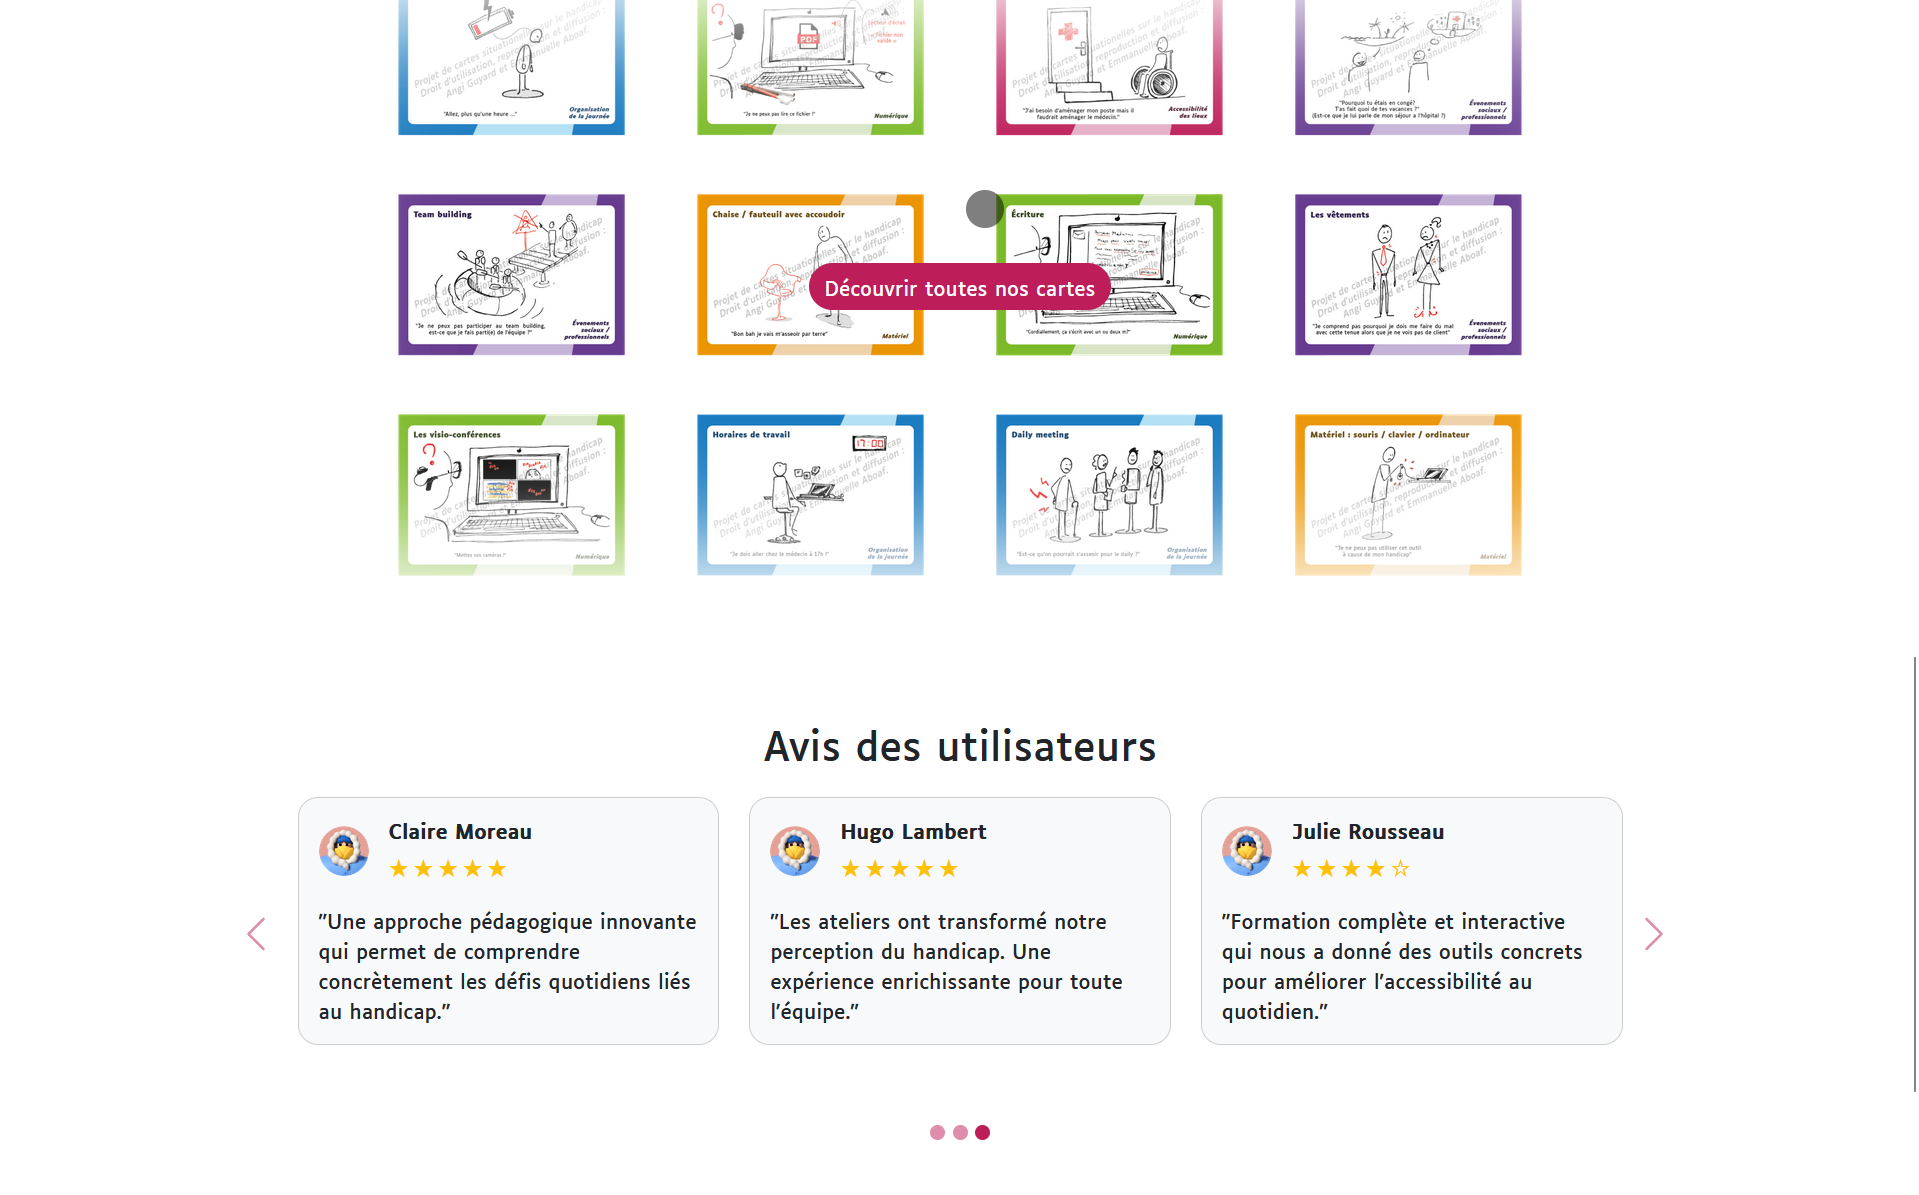 Projet de cartes situationnelles sur le handicap
Droit d'utilisation, reproduction et diffusion :
Angi Guyard et Emmanuelle Aboaf.
"Allez, plus qu'une heure ..."
Organisation
de la journée
PDF
Lecteur d'écran
« Fichier non
valide »
"Je ne peux pas lire ce fichier !"
Numérique
"J'ai besoin d'aménager mon poste mais il
faudrait aménager le médecin."
Accessibilité
des lieux
"Pourquoi tu étais en congé?
T'as fait quoi de tes vacances ?"
(Est-ce que je lui parle de mon séjour a l'hôpital ?)
Évenements
sociaux /
professionnels
Team building
"Je ne peux pas participer au team building,
est-ce que je fais parti(e) de l'équipe ?"
Évenements
sociaux /
professionnels
Chaise / fauteuil avec accoudoir
"Bon bah je vais m'asseoir par terre"
Matériel
Découvrir toutes nos cartes
Écriture
"Cordiallement, ça s'écrit avec un ou deux m?"
Numérique
Les vêtements
"Je comprend pas pourquoi je dois me faire du mal
avec cette tenue alors que je ne vois pas de client"
Évenements
sociaux /
professionnels
Les visio-conférences
"Mettez vos caméras !"
Numérique
Horaires de travail
17:00
"Je dois aller chez le médecin à 17h !"
Organisation
de la journée
Daily meeting
"Est-ce qu'on pourrait s'asseoir pour le daily ?"
Organisation
de la journée
Matériel : souris / clavier / ordinateur
"Je ne peux pas utiliser cet outil
à cause de mon handicap"
Matériel
Avis des utilisateurs
Claire Moreau
"Une approche pédagogique innovante
qui permet de comprendre
concrètement les défis quotidiens liés
au handicap."
Hugo Lambert
"Les ateliers ont transformé notre
perception du handicap. Une
expérience enrichissante pour toute
l'équipe."
Julie Rousseau
"Formation complète et interactive
qui nous a donné des outils concrets
pour améliorer l'accessibilité au
quotidien."